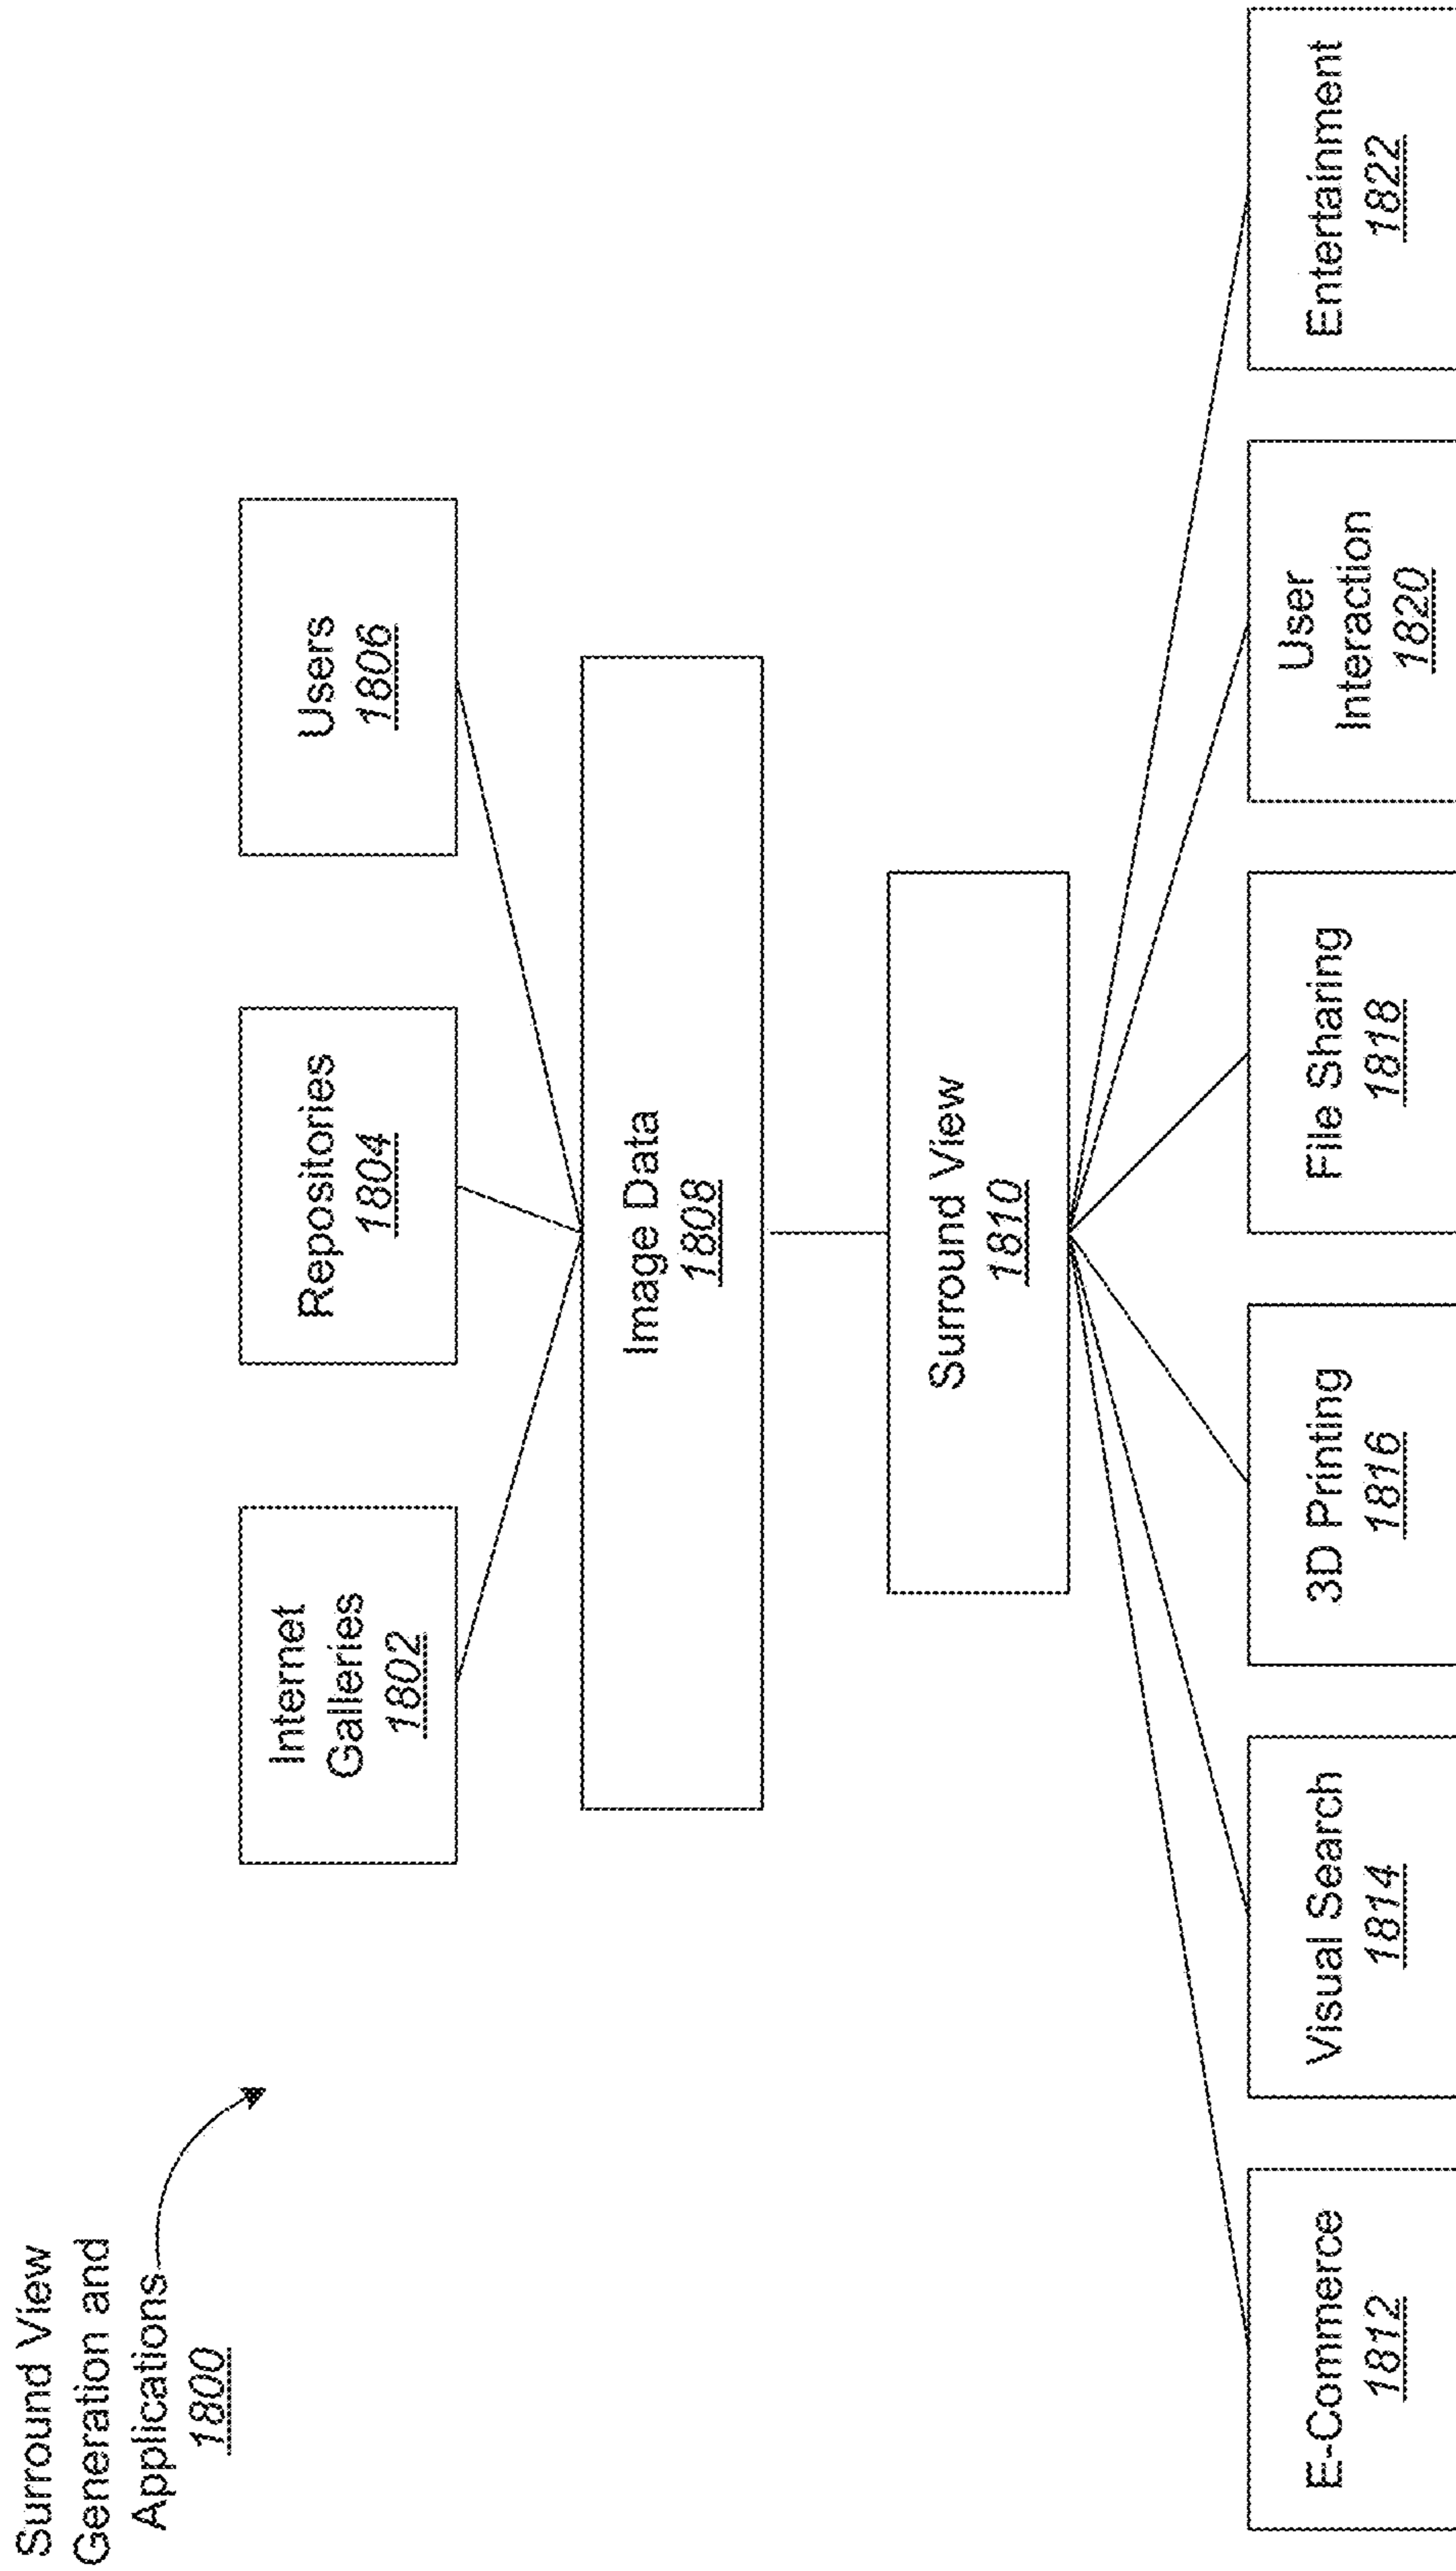 Surround View
Generation and
Applications
1800
Internet
Galleries
1802
Repositories
1804
Users
1806
Image Data
1808
Surround View
1810
E-Commerce
1812
Visual Search
1814
3D Printing
1816
File Sharing
1818
User
Interaction
1820
Entertainment
1822